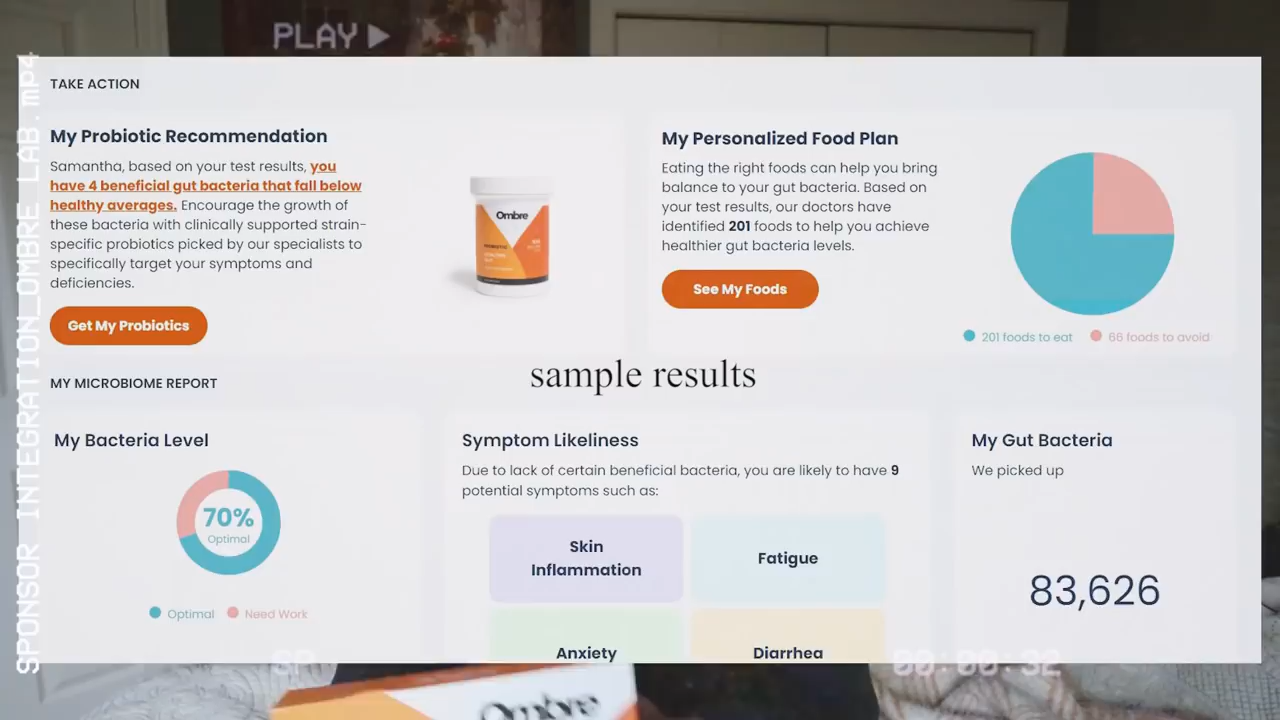 PLAY
SPONSOR INTEGRATION_OMBRE LAB.mp4
TAKE ACTION
My Probiotic Recommendation
Samantha, based on your test results, you
have 4 beneficial gut bacteria that fall below
healthy averages. Encourage the growth of
these bacteria with clinically supported strain-
specific probiotics picked by our specialists to
specifically target your symptoms and
deficiencies.
Get My Probiotics
Ombre
My Personalized Food Plan
Eating the right foods can help you bring
balance to your gut bacteria. Based on
your test results, our doctors have
identified 201 foods to help you achieve
healthier gut bacteria levels.
See My Foods
201 foods to eat
66 foods to avoid
sample results
MY MICROBIOME REPORT
My Bacteria Level
70%
Optimal
Optimal
Need Work
Symptom Likeliness
Due to lack of certain beneficial bacteria, you are likely to have 9
potential symptoms such as:
Skin
Inflammation
Fatigue
Anxiety
Diarrhea
My Gut Bacteria
We picked up
83,626
SP
00:00:32
Ombre